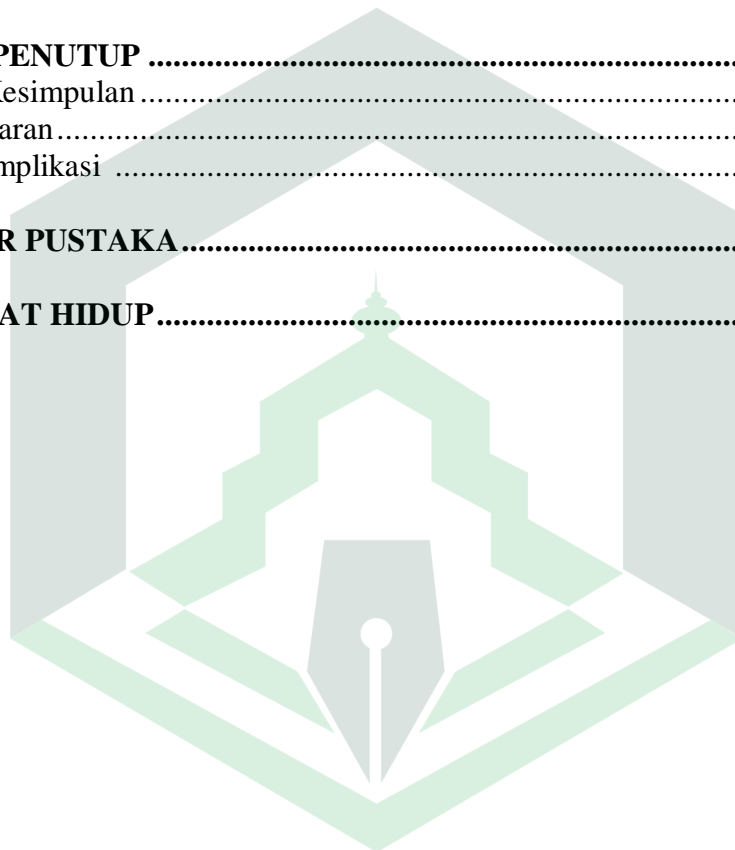 PENUTUP ........................................................................
Kesimpulan ........................................................................
aran ........................................................................
mplikasi ........................................................................
R PUSTAKA ........................................................................
AT HIDUP ........................................................................